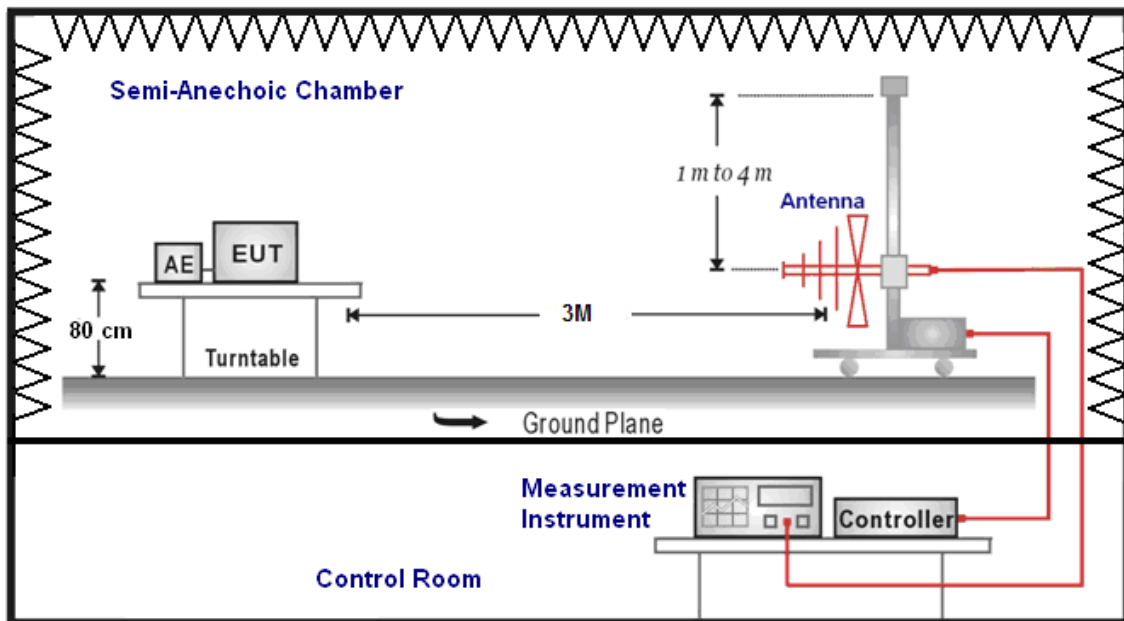 Semi-Anechoic Chamber
1 m to 4 m
Antenna
AE
EUT
80 cm
3M
Turntable
Ground Plane
Measurement
Instrument
Controller
Control Room